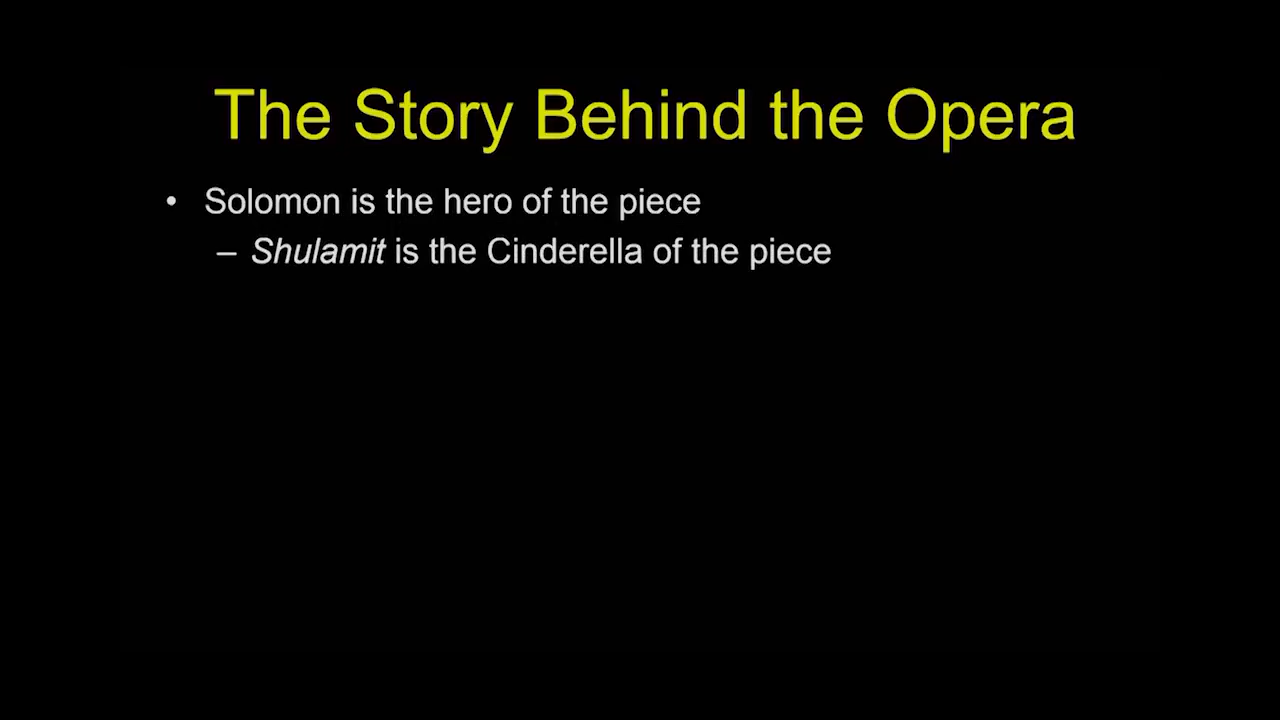 The Story Behind the Opera
• Solomon is the hero of the piece
– Shulamit is the Cinderella of the piece